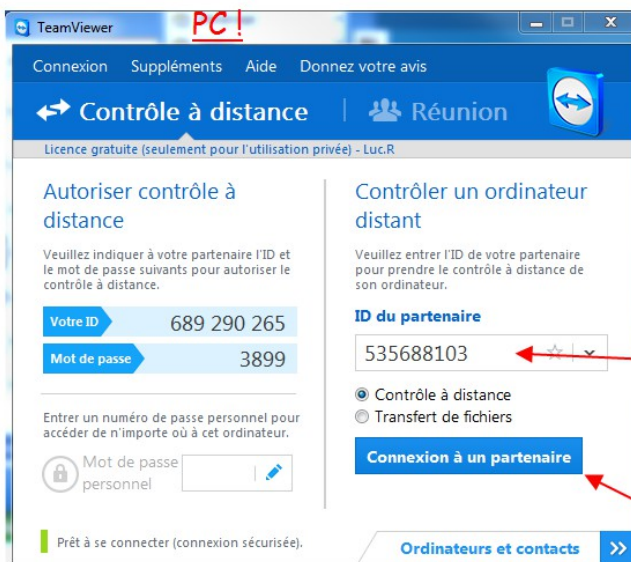 TeamViewer
PC !
Connexion Suppléments Aide Donnez votre avis
Contrôle à distance
Réunion
Licence gratuite (seulement pour l'utilisation privée) - Luc.R
Autoriser contrôle à
distance
Veuillez indiquer à votre partenaire l'ID et
le mot de passe suivants pour autoriser le
contrôle à distance.
Votre ID 689 290 265
Mot de passe 3899
Entrer un numéro de passe personnel pour
accéder de n'importe où à cet ordinateur.
Mot de passe
personnel
Prêt à se connecter (connexion sécurisée).
Contrôler un ordinateur
distant
Veuillez entrer l'ID de votre partenaire
pour prendre le contrôle à distance de
son ordinateur.
ID du partenaire
535688103
Contrôle à distance
Transfert de fichiers
Connexion à un partenaire
Ordinateurs et contacts